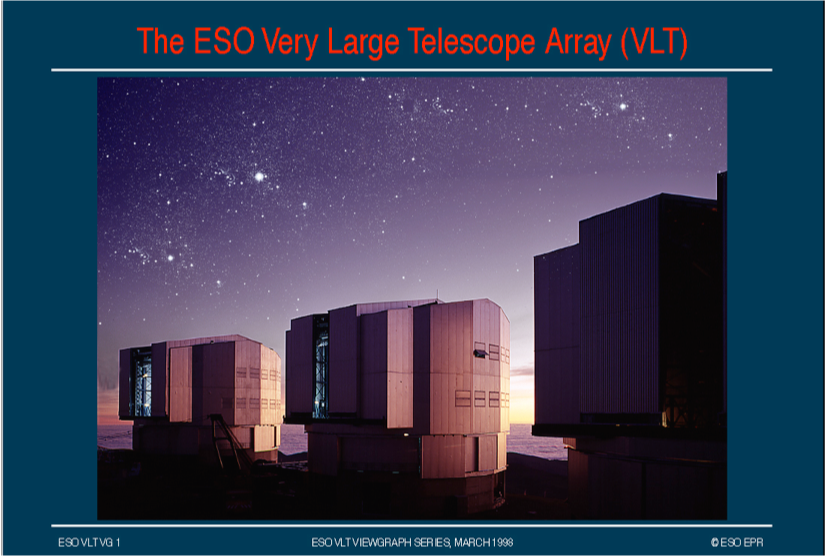 The ESO Very Large Telescope Array (VLT)
ESO VLT VG 1
ESO VLT VIEWGRAPH SERIES, MARCH 1998
© ESO EPR